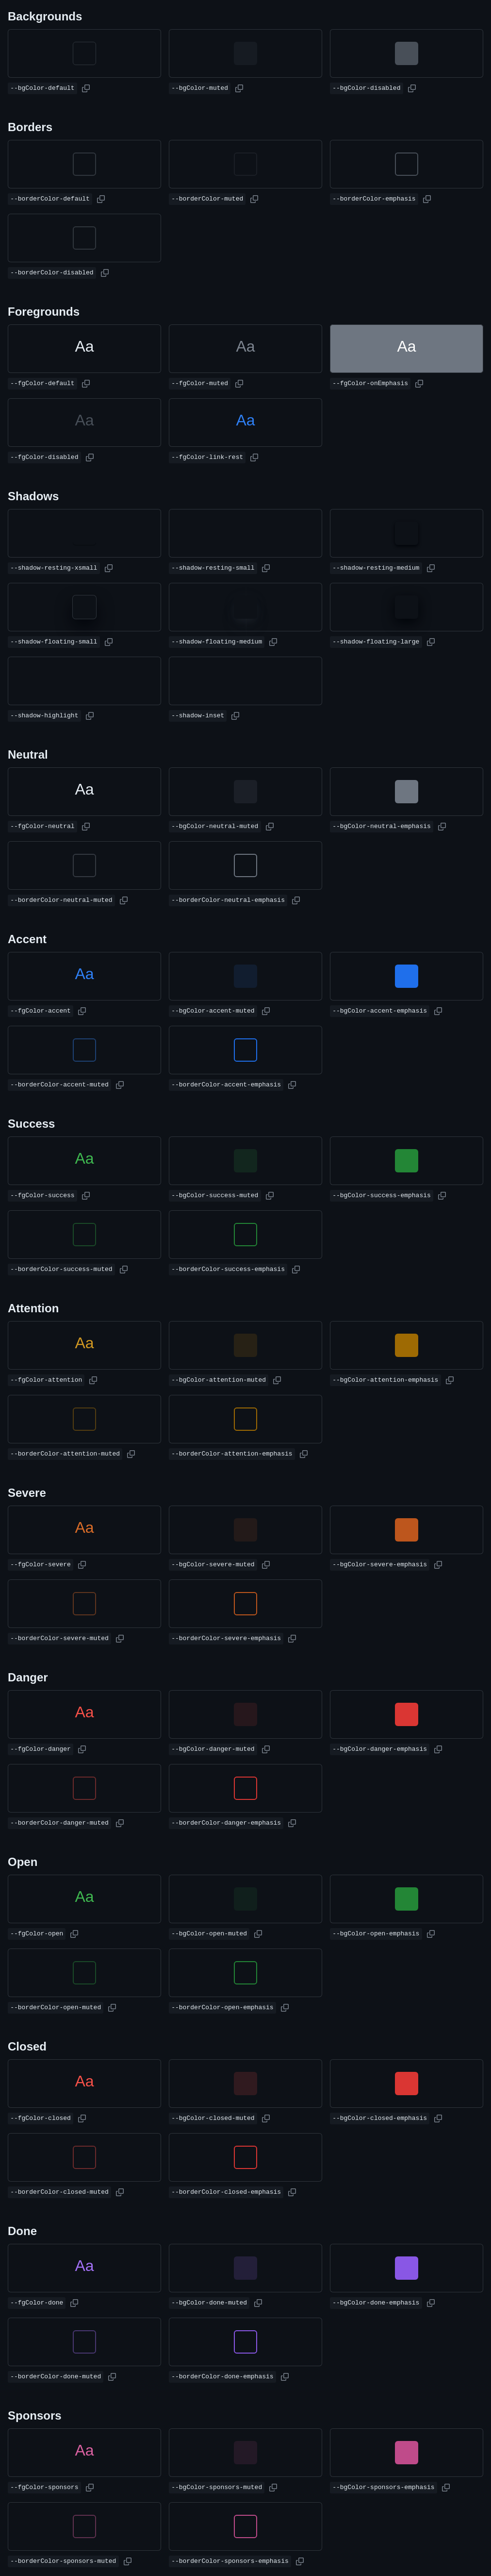 Backgrounds
--bgColor-default --bgColor-muted --bgColor-disabled
Borders
--borderColor-default --borderColor-muted --borderColor-emphasis
--borderColor-disabled
Foregrounds
Aa Aa Aa
--fgColor-default --fgColor-muted --fgColor-onEmphasis
Aa Aa
--fgColor-disabled --fgColor-link-rest
Shadows
--shadow-resting-xsmall --shadow-resting-small --shadow-resting-medium
--shadow-floating-small --shadow-floating-medium --shadow-floating-large
--shadow-highlight --shadow-inset
Neutral
Aa
--fgColor-neutral --bgColor-neutral-muted --bgColor-neutral-emphasis
--borderColor-neutral-muted --borderColor-neutral-emphasis
Accent
Aa
--fgColor-accent --bgColor-accent-muted --bgColor-accent-emphasis
--borderColor-accent-muted --borderColor-accent-emphasis
Success
Aa
--fgColor-success --bgColor-success-muted --bgColor-success-emphasis
--borderColor-success-muted --borderColor-success-emphasis
Attention
Aa
--fgColor-attention --bgColor-attention-muted --bgColor-attention-emphasis
--borderColor-attention-muted --borderColor-attention-emphasis
Severe
Aa
--fgColor-severe --bgColor-severe-muted --bgColor-severe-emphasis
--borderColor-severe-muted --borderColor-severe-emphasis
Danger
Aa
--fgColor-danger --bgColor-danger-muted --bgColor-danger-emphasis
--borderColor-danger-muted --borderColor-danger-emphasis
Open
Aa
--fgColor-open --bgColor-open-muted --bgColor-open-emphasis
--borderColor-open-muted --borderColor-open-emphasis
Closed
Aa
--fgColor-closed --bgColor-closed-muted --bgColor-closed-emphasis
--borderColor-closed-muted --borderColor-closed-emphasis
Done
Aa
--fgColor-done --bgColor-done-muted --bgColor-done-emphasis
--borderColor-done-muted --borderColor-done-emphasis
Sponsors
Aa
--fgColor-sponsors --bgColor-sponsors-muted --bgColor-sponsors-emphasis
--borderColor-sponsors-muted --borderColor-sponsors-emphasis